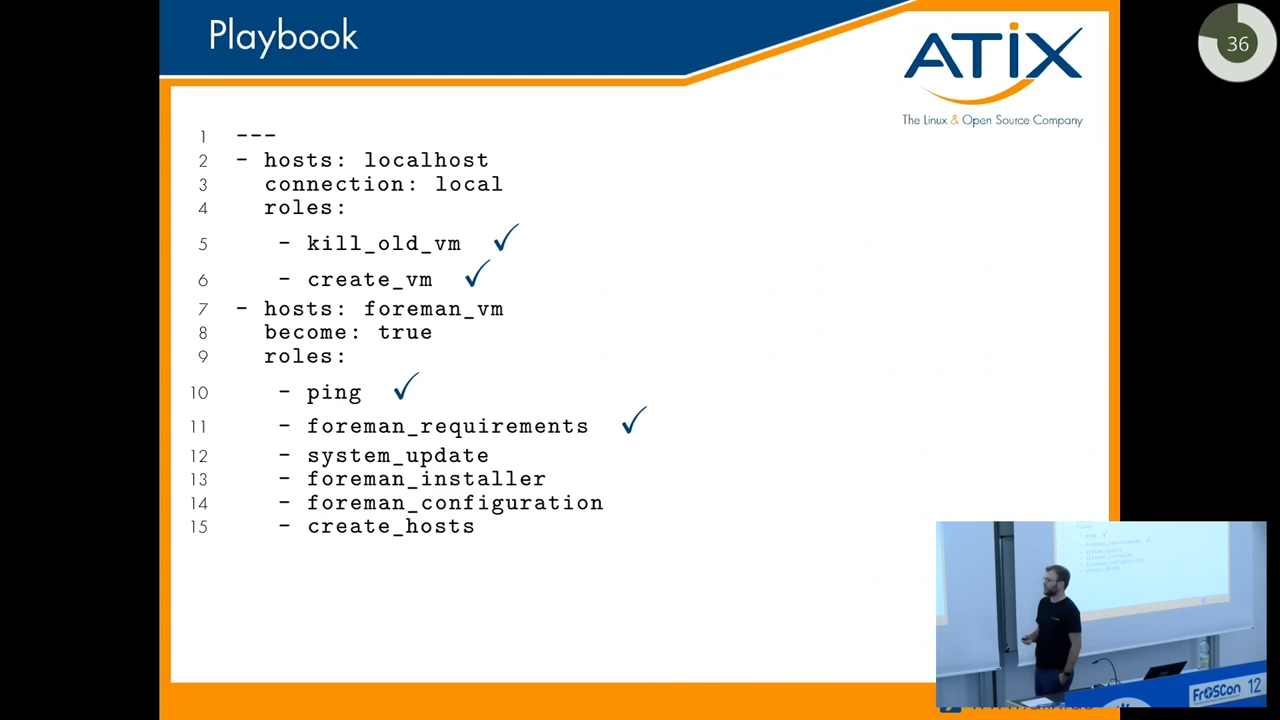 Playbook
36
ATIX
The Linux & Open Source Company
1 ---
2 - hosts: localhost
3 connection: local
4 roles:
5 - kill_old_vm ✓
6 - create_vm ✓
7 - hosts: foreman_vm
8 become: true
9 roles:
10 - ping ✓
11 - foreman_requirements ✓
12 - system_update
13 - foreman_installer
14 - foreman_configuration
15 - create_hosts
FrOSCon 12